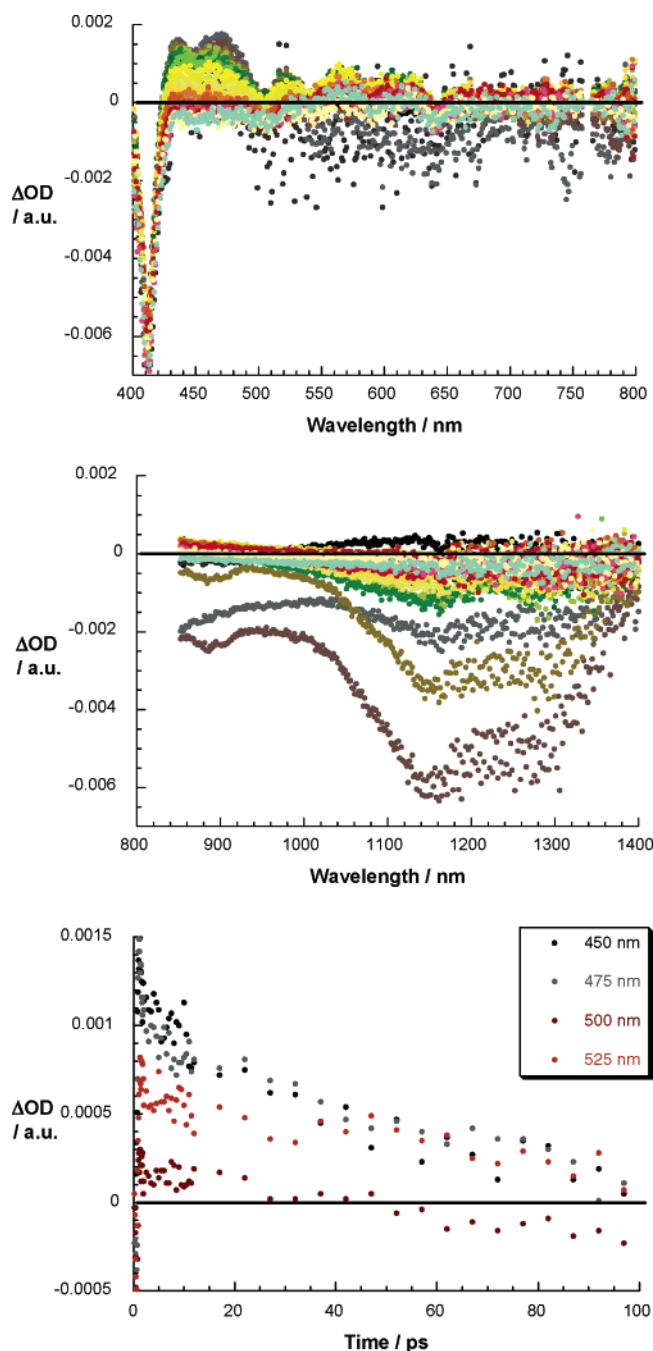 0.002
0
-0.002
ΔOD
/ a.u.
-0.004
-0.006
400 450 500 550 600 650 700 750 800
Wavelength / nm
0.002
0
-0.002
ΔOD
/ a.u.
-0.004
-0.006
800 900 1000 1100 1200 1300 1400
Wavelength / nm
0.0015
450 nm
475 nm
0.001
500 nm
ΔOD
525 nm
/ a.u.
0.0005
0
-0.0005
0 20 40 60 80 100
Time / ps